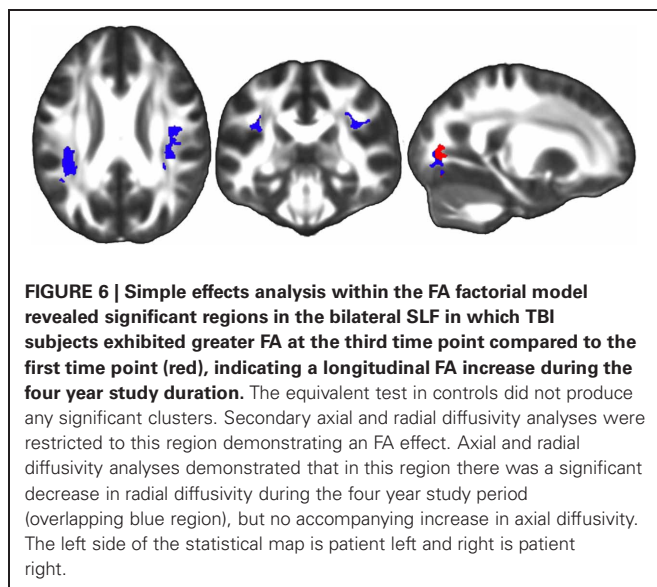 FIGURE 6 | Simple effects analysis within the FA factorial model
revealed significant regions in the bilateral SLF in which TBI
subjects exhibited greater FA at the third time point compared to the
first time point (red), indicating a longitudinal FA increase during the
four year study duration. The equivalent test in controls did not produce
any significant clusters. Secondary axial and radial diffusivity analyses were
restricted to this region demonstrating an FA effect. Axial and radial
diffusivity analyses demonstrated that in this region there was a significant
decrease in radial diffusivity during the four year study period
(overlapping blue region), but no accompanying increase in axial diffusivity.
The left side of the statistical map is patient left and right is patient
right.